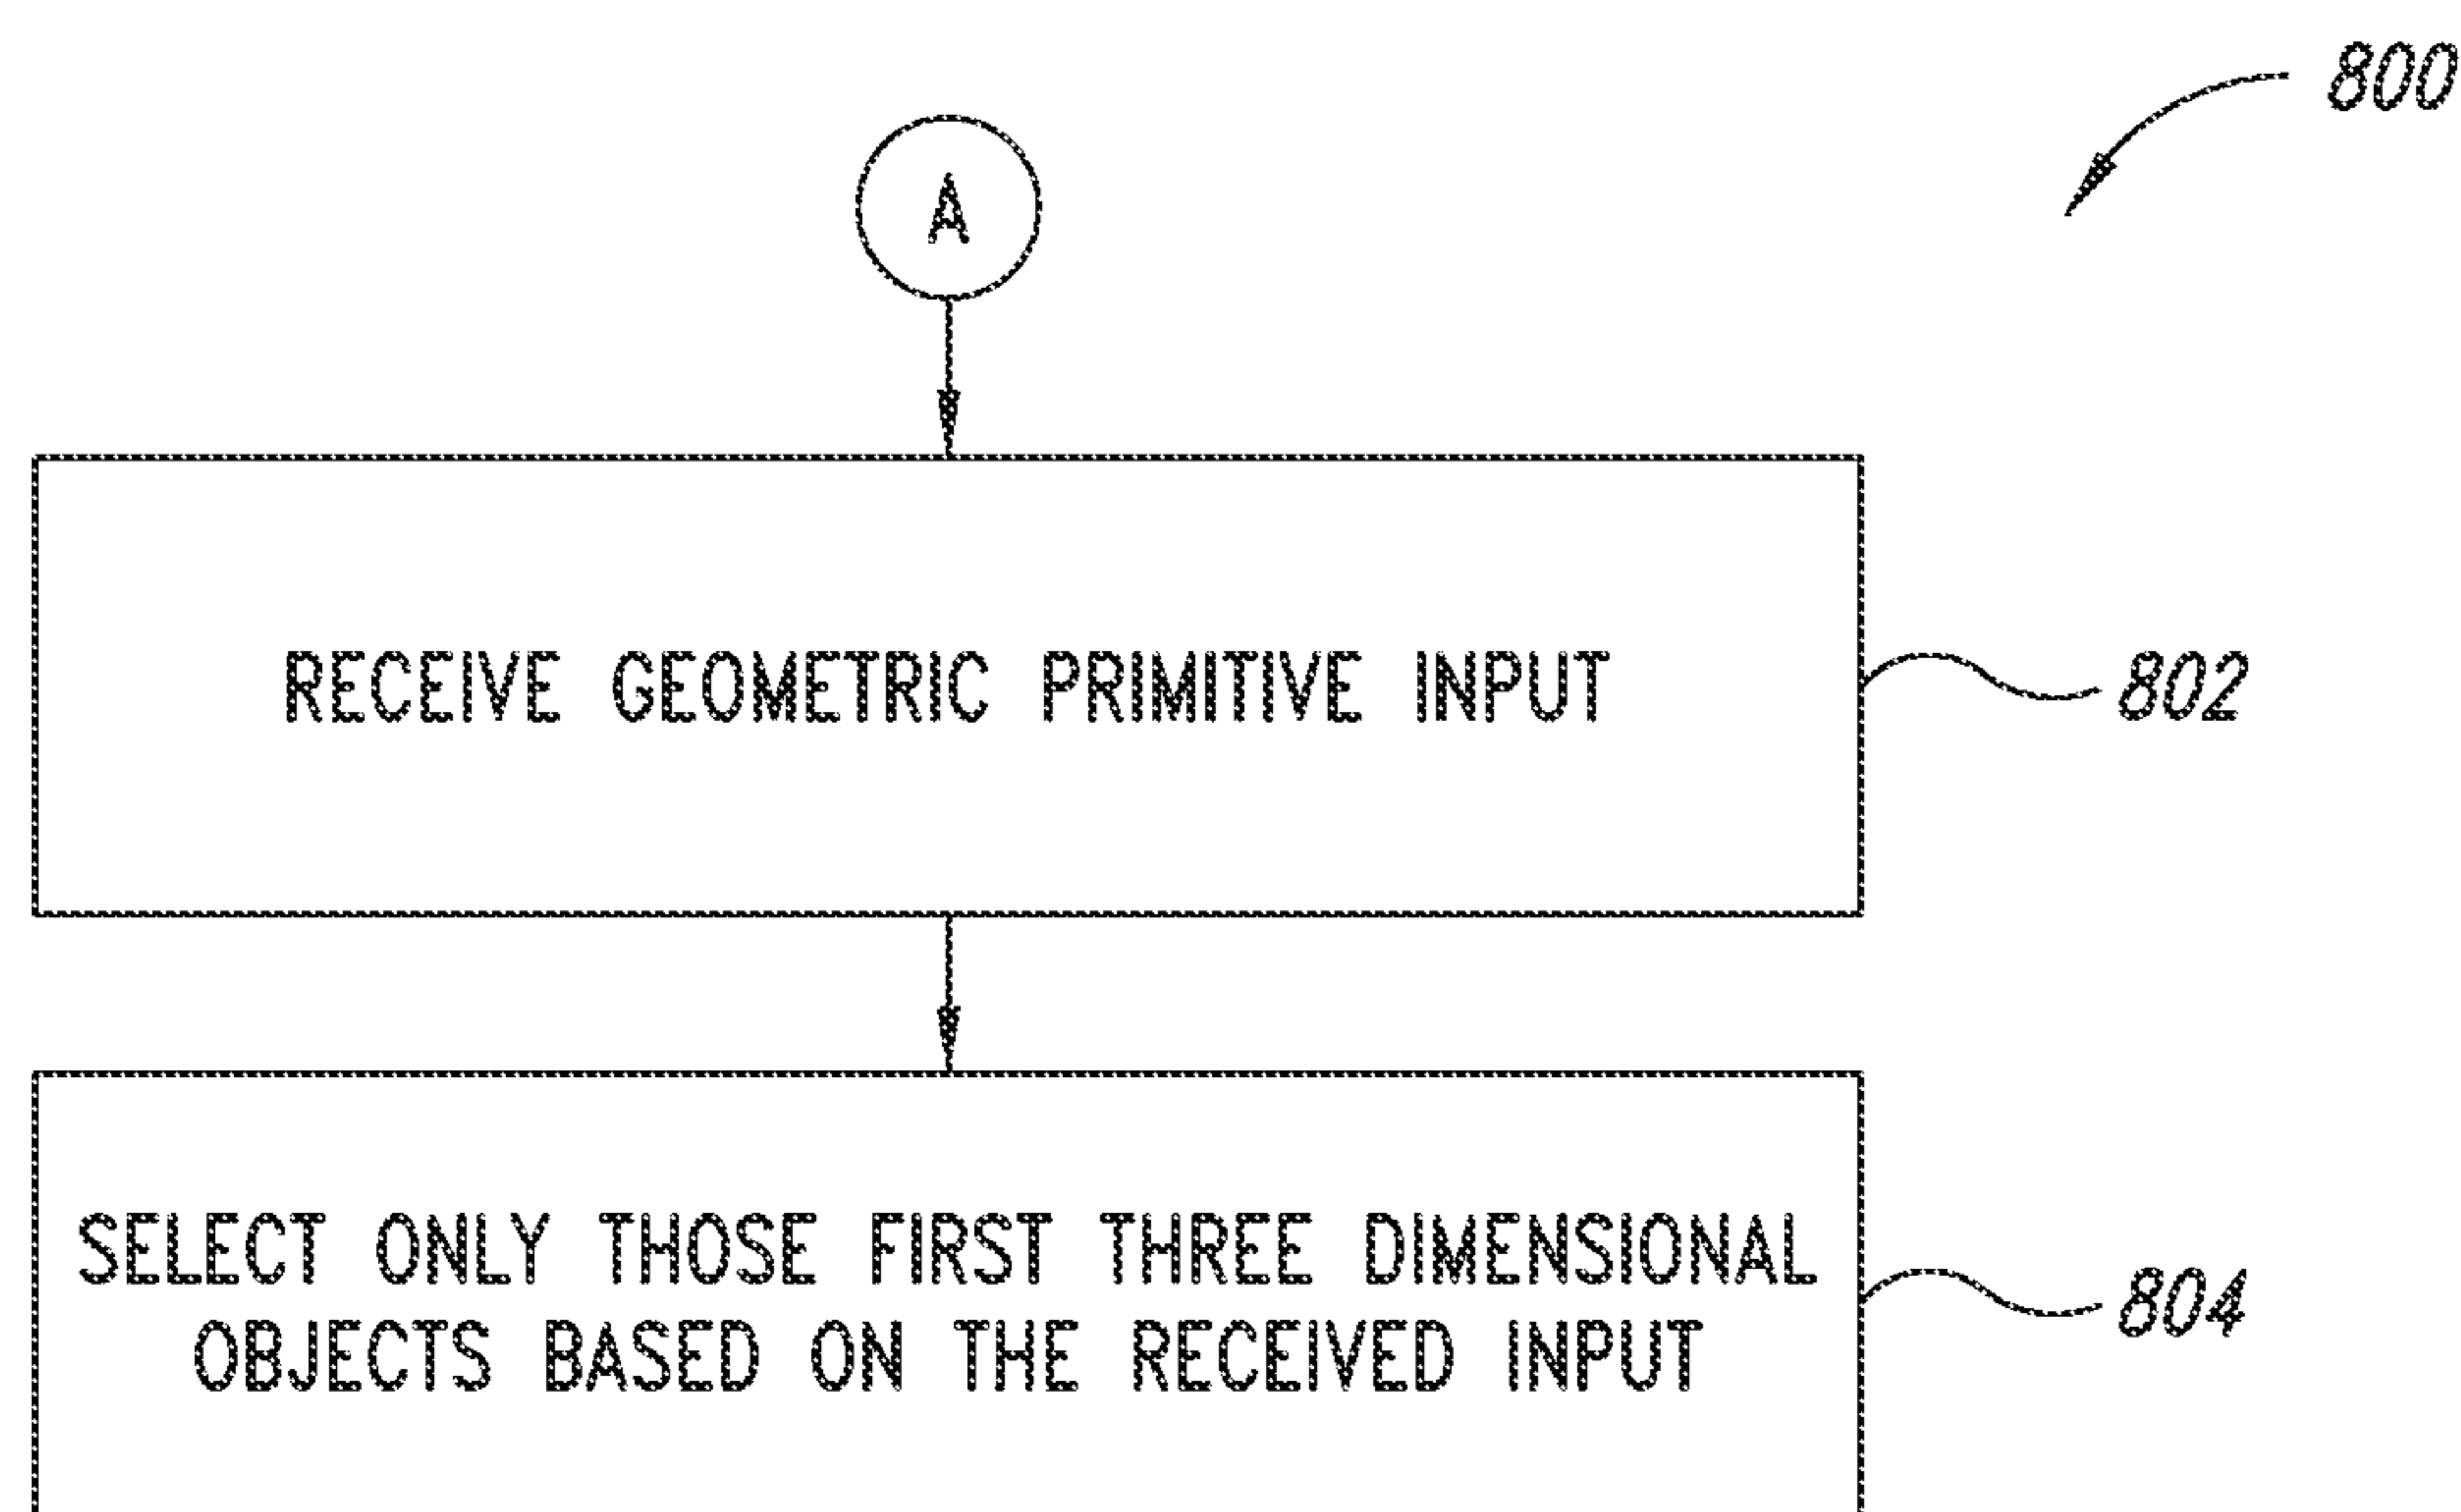 800
A
RECEIVE GEOMETRIC PRIMITIVE INPUT
802
SELECT ONLY THOSE FIRST THREE DIMENSIONAL
OBJECTS BASED ON THE RECEIVED INPUT
804